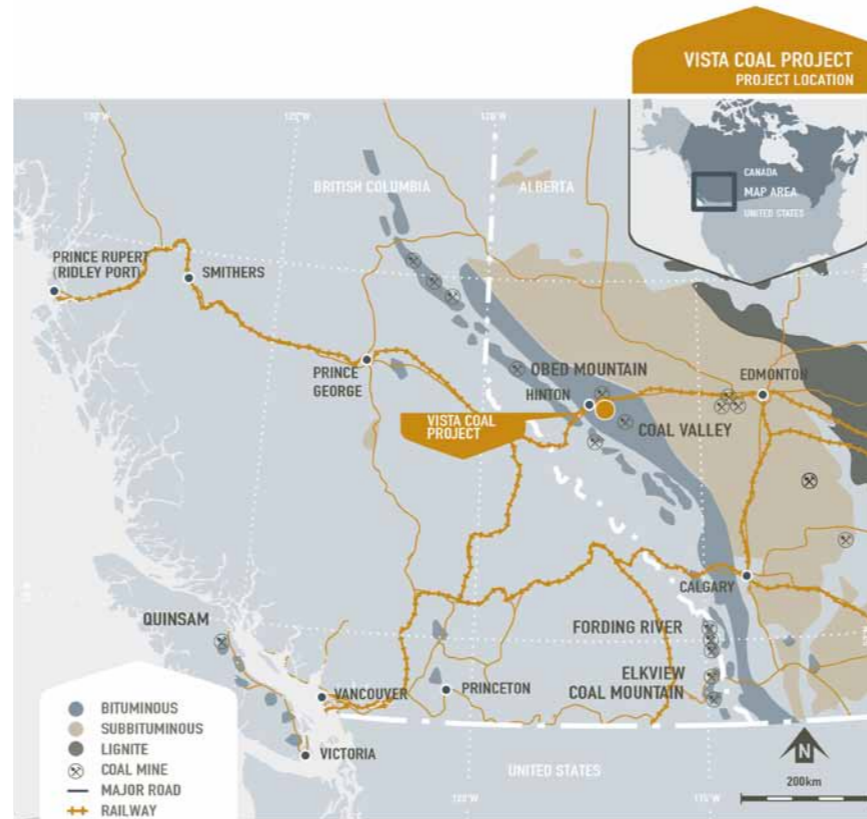 VISTA COAL PROJECT
PROJECT LOCATION
CANADA
MAP AREA
UNITED STATES
BRITISH COLUMBIA
ALBERTA
PRINCE RUPERT
(RIDLEY PORT)
SMITHERS
PRINCE
GEORGE
OBED MOUNTAIN
HINTON
EDMONTON
VISTA COAL
PROJECT
COAL VALLEY
CALGARY
QUINSAM
FORDING RIVER
ELKVIEW
COAL MOUNTAIN
VANCOUVER
PRINCETON
VICTORIA
UNITED STATES
BITUMINOUS
SUBBITUMINOUS
LIGNITE
COAL MINE
MAJOR ROAD
RAILWAY
N
200km